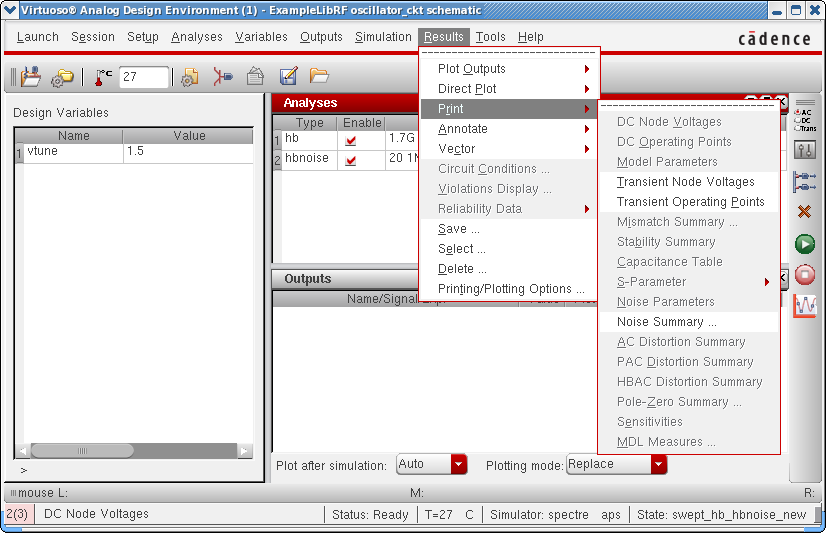 Virtuoso® Analog Design Environment (1) - ExampleLibRF oscillator_ckt schematic
Launch Session Setup Analyses Variables Outputs Simulation Results Tools Help
cādence
27
Design Variables
Name Value
1 vtune 1.5
>
Analyses
Type Enable
1 hb 1.7G
2 hbnoise 20 1M
Outputs
Plot after simulation: Auto Plotting mode: Replace
Plot Outputs
Direct Plot
Print
Annotate
Vector
Circuit Conditions ...
Violations Display ...
Reliability Data
Save ...
Select ...
Delete ...
Printing/Plotting Options ...
DC Node Voltages
DC Operating Points
Model Parameters
Transient Node Voltages
Transient Operating Points
Mismatch Summary ...
Stability Summary
Capacitance Table
S-Parameter
Noise Parameters
Noise Summary ...
AC Distortion Summary
PAC Distortion Summary
HBAC Distortion Summary
Pole-Zero Summary ...
Sensitivities
MDL Measures ...
AC
DC
Trans
mouse L: M: R:
2(3) DC Node Voltages Status: Ready T=27 C Simulator: spectre aps State: swept_hb_hbnoise_new